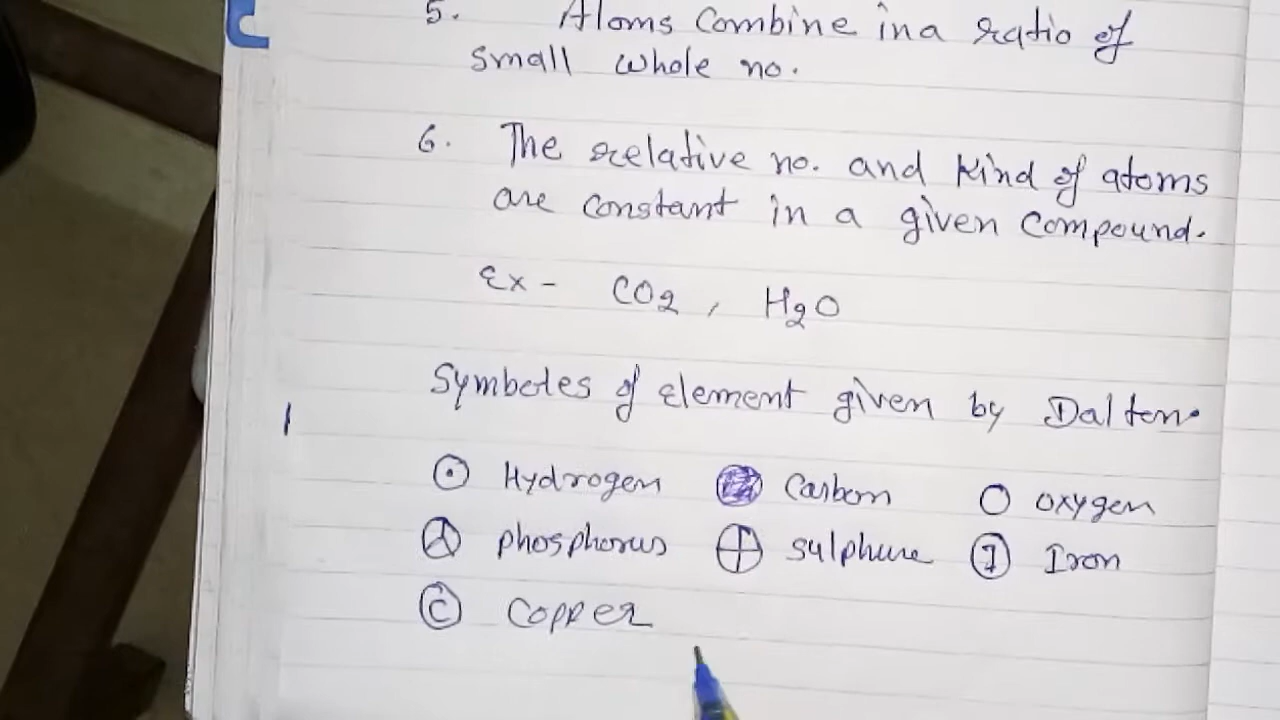 5. Atoms combine in a ratio of
small whole no.
6. The relative no. and kind of atoms
are constant in a given compound.
Ex - CO2, H2O
Symboles of element given by Dalton.
Hydrogen Carbon Oxygen
phosphorus sulphure I Iron
C Copper